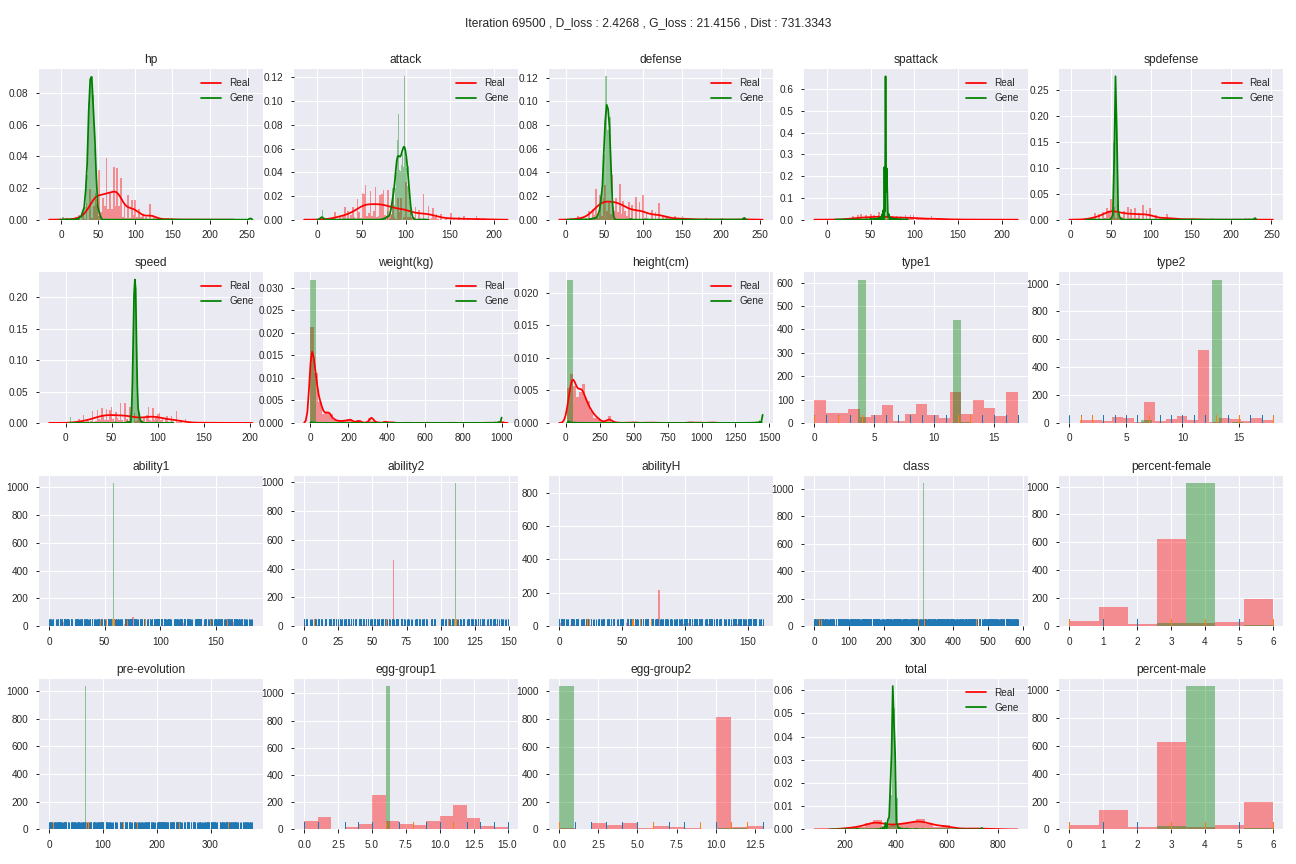 Iteration 69500 , D_loss : 2.4268 , G_loss : 21.4156 , Dist : 731.3343
hp attack defense spattack spdefense
Real Real Real Real Real
Gene Gene Gene Gene Gene
0.08 0.06 0.04 0.02 0.00
0 50 100 150 200 250
0.12 0.10 0.08 0.06 0.04 0.02 0.00
0 50 100 150 200
0.12 0.10 0.08 0.06 0.04 0.02 0.00
0 50 100 150 200 250
0.6 0.5 0.4 0.3 0.2 0.1
0 50 100 150 200
0.25 0.20 0.15 0.10 0.05 0.00
0 50 100 150 200 250
speed weight(kg) height(cm) type1 type2
Real Real Real
Gene Gene Gene
0.20 0.15 0.10 0.05 0.00
0 50 100 150 200
0.030 0.025 0.020 0.015 0.010 0.005 0.000
0 200 400 600 800 1000
0.020 0.015 0.010 0.005 0.000
0 250 500 750 1000 1250 1500
600 500 400 300 200 100 0
0 5 10 15
1000 800 600 400 200 0
0 5 10 15
ability1 ability2 abilityH class percent-female
1000 800 600 400 200 0
0 50 100 150
1000 800 600 400 200 0
0 25 50 75 100 125 150
800 600 400 200 0
0 50 100 150
1000 800 600 400 200 0
0 100 200 300 400 500 600
1000 800 600 400 200 0
0 1 2 3 4 5 6
pre-evolution egg-group1 egg-group2 total percent-male
Real
Gene
1000 800 600 400 200 0
0 100 200 300
1000 800 600 400 200 0
0.0 2.5 5.0 7.5 10.0 12.5 15.0
1000 800 600 400 200 0
0.0 2.5 5.0 7.5 10.0 12.5
0.06 0.05 0.04 0.03 0.02 0.01 0.00
200 400 600 800
1000 800 600 400 200 0
0 1 2 3 4 5 6